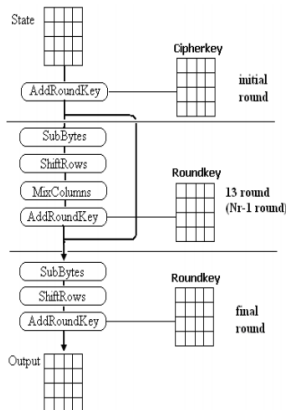 State
Cipherkey
AddRoundKey
initial
round
SubBytes
ShiftRows
MixColumns
AddRoundKey
Roundkey
13 round
(Nr-1 round)
SubBytes
ShiftRows
AddRoundKey
Roundkey
final
round
Output